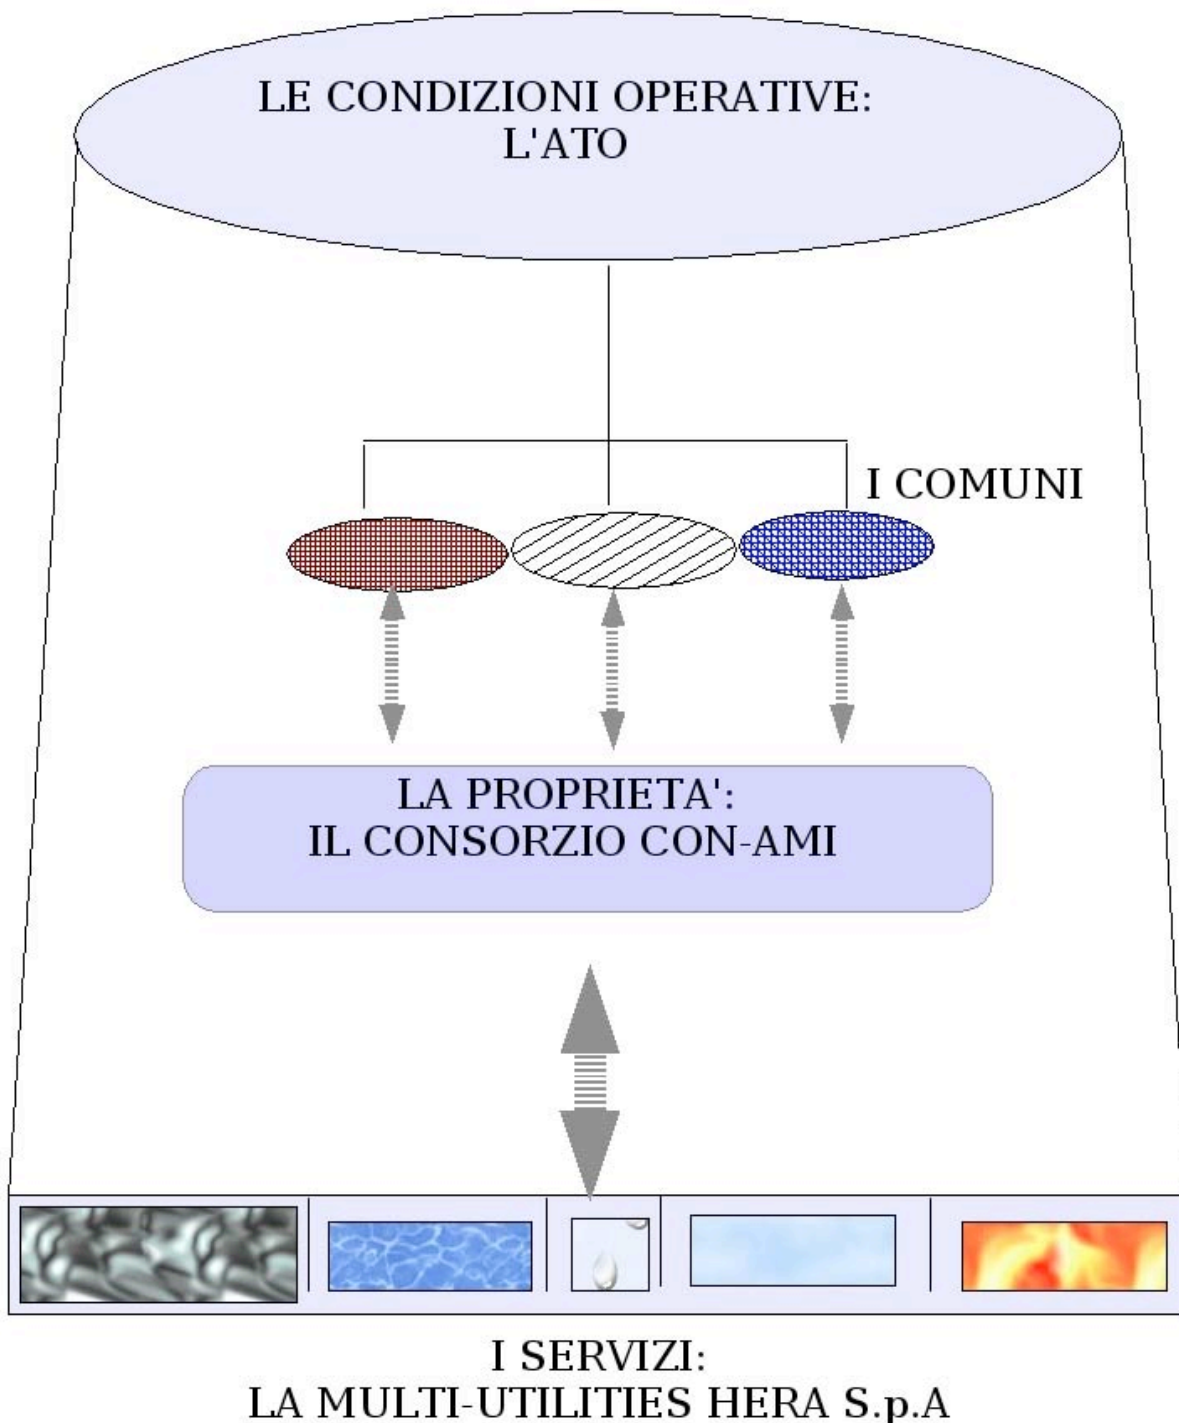 LE CONDIZIONI OPERATIVE:
L'ATO
I COMUNI
LA PROPRIETA':
IL CONSORZIO CON-AMI
I SERVIZI:
LA MULTI-UTILITIES HERA S.p.A